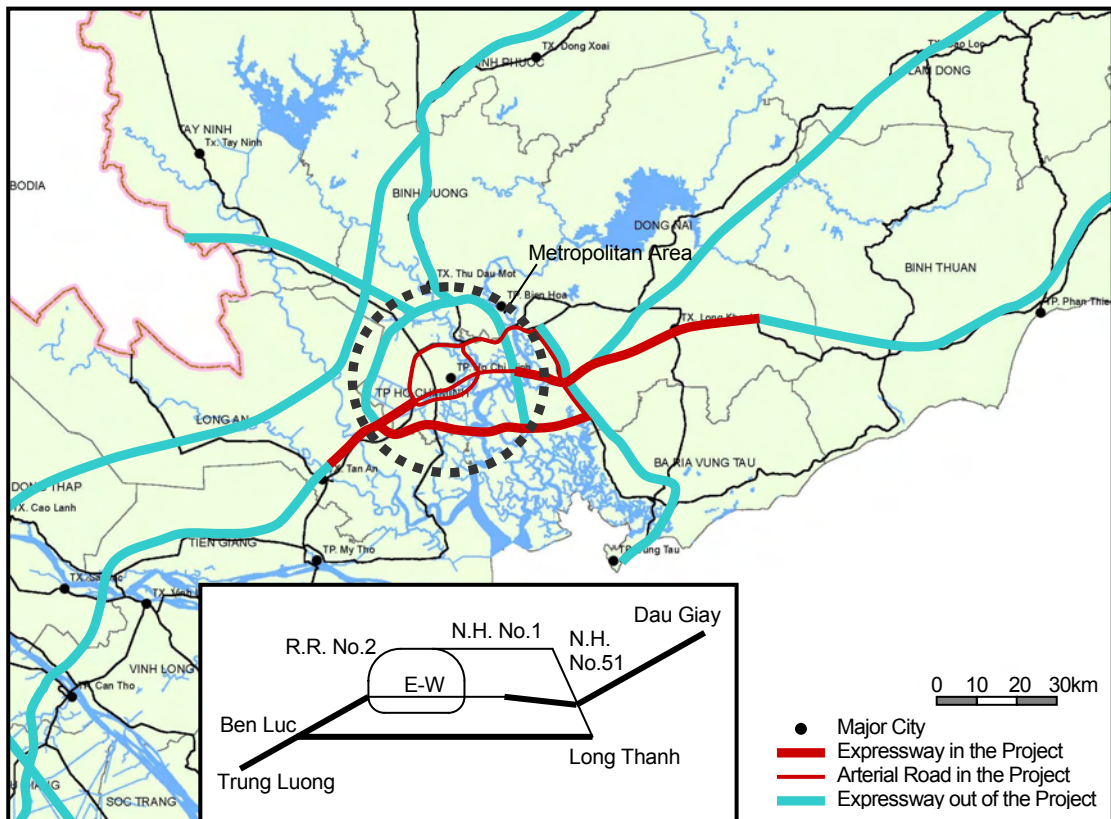 TX. Dong Xoai
TAY NINH
Tx. Tay Ninh
LAM DONG
BODIA
BINH DUONG
DONG NAI
Metropolitan Area
BINH THUAN
TX. Thu Dau Mot
TP. Bien Hoa
TP. Phan Thie
TP HO CHI MINH
LONG AN
Tan An
BA RIA VUNG TAU
DONG THAP
TX. Cao Lanh
TIEN GIANG
TP. My Tho
VINH LONG
TP. Can Tho
SOC TRANG
R.R. No.2
N.H. No.1
N.H.
No.51
Dau Giay
E-W
Ben Luc
Long Thanh
Trung Luong
0 10 20 30km
Major City
Expressway in the Project
Arterial Road in the Project
Expressway out of the Project